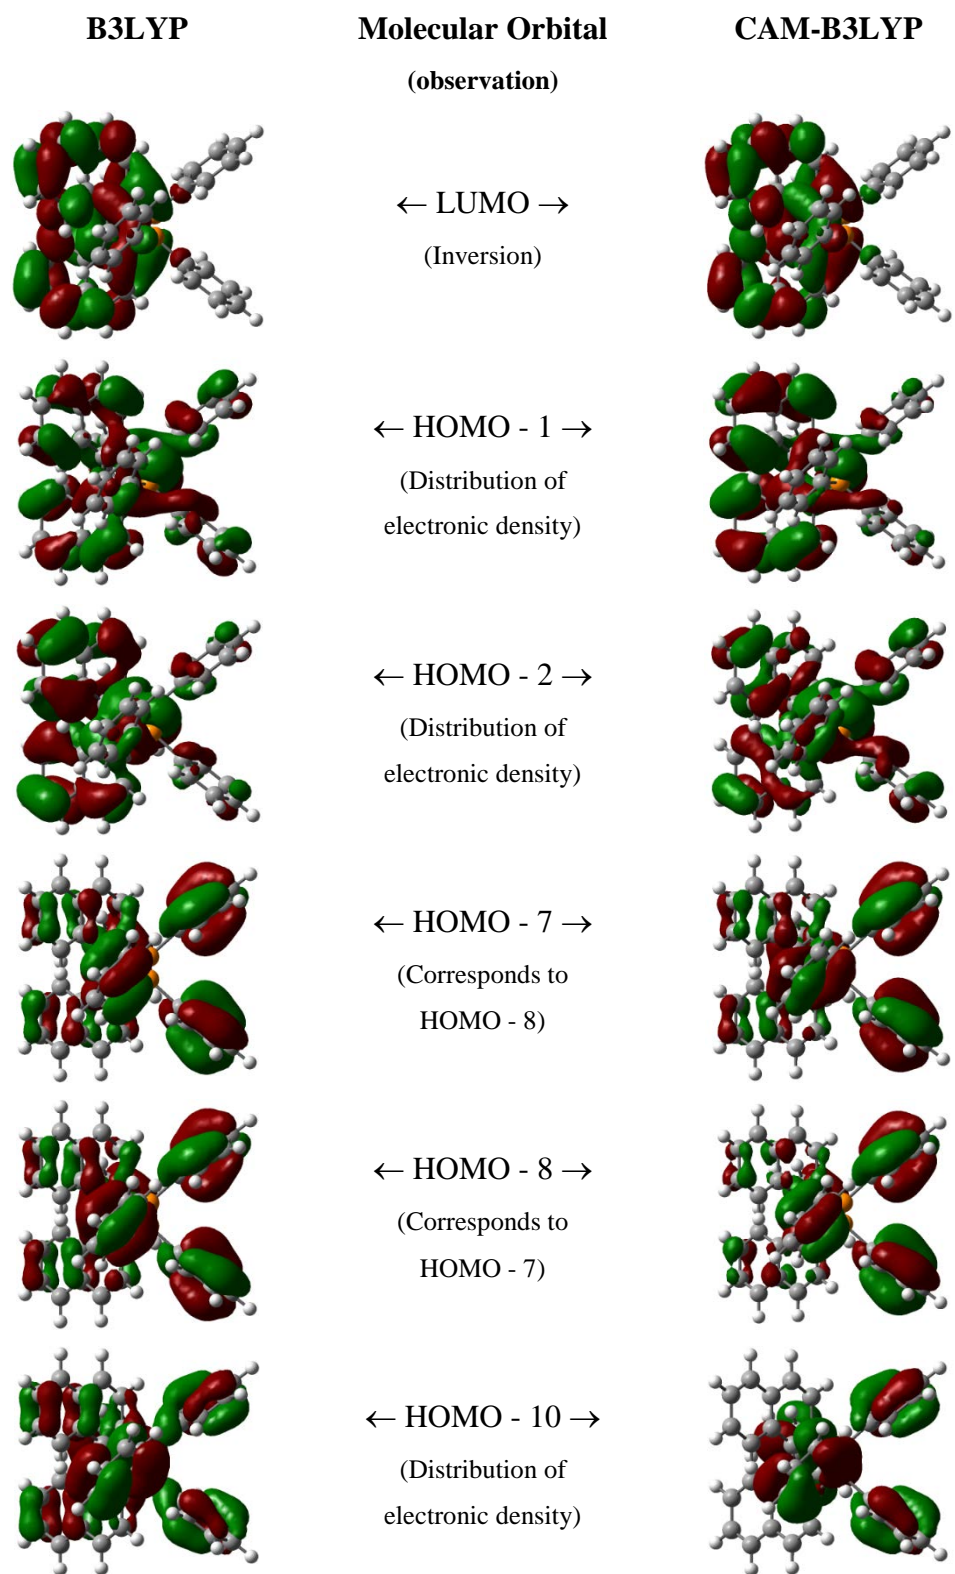 B3LYP Molecular Orbital CAM-B3LYP
(observation)
← LUMO →
(Inversion)
← HOMO - 1 →
(Distribution of
electronic density)
← HOMO - 2 →
(Distribution of
electronic density)
← HOMO - 7 →
(Corresponds to
HOMO - 8)
← HOMO - 8 →
(Corresponds to
HOMO - 7)
← HOMO - 10 →
(Distribution of
electronic density)